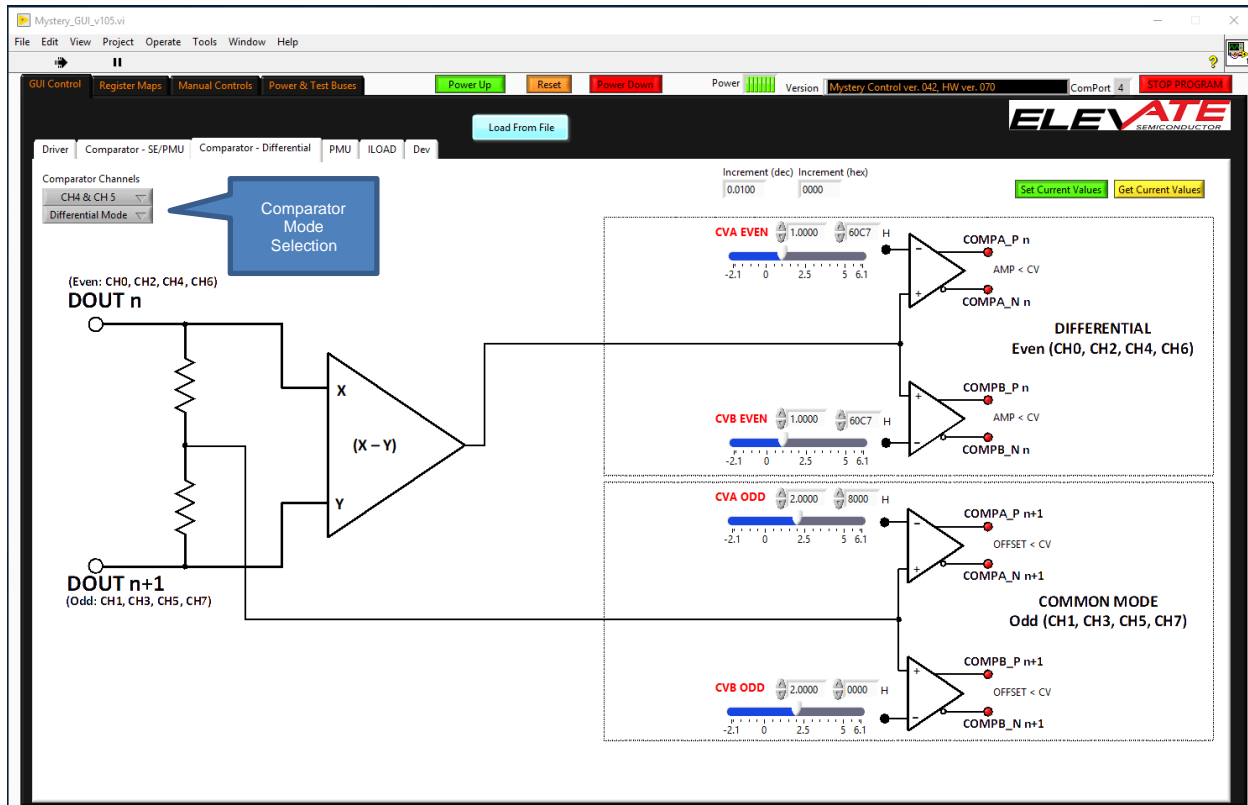 Mystery_GUI_v105.vi
File Edit View Project Operate Tools Window Help
GUI Control Register Maps Manual Controls Power & Test Buses Power Up Reset Power Down Power Version Mystery Control ver. 042, HW ver. 070 ComPort 4 STOP PROGRAM
ELEVATE
SEMICONDUCTOR
Load From File
Driver Comparator - SE/PMU Comparator - Differential PMU ILOAD Dev
Comparator Channels
CH4 & CH 5
Differential Mode
Comparator
Mode
Selection
Increment (dec) Increment (hex)
0.0100 0000
Set Current Values Get Current Values
CVA EVEN 1.0000 60C7 H
-2.1 0 2.5 5 6.1
COMPA_P n
AMP < CV
COMPA_N n
DIFFERENTIAL
Even (CH0, CH2, CH4, CH6)
(Even: CH0, CH2, CH4, CH6)
DOUT n
X
(X – Y)
Y
CVB EVEN 1.0000 60C7 H
-2.1 0 2.5 5 6.1
COMPB_P n
AMP < CV
COMPB_N n
CVA ODD 2.0000 8000 H
-2.1 0 2.5 5 6.1
COMPA_P n+1
OFFSET < CV
COMPA_N n+1
DOUT n+1
(Odd: CH1, CH3, CH5, CH7)
COMMON MODE
Odd (CH1, CH3, CH5, CH7)
CVB ODD 2.0000 0000 H
-2.1 0 2.5 5 6.1
COMPB_P n+1
OFFSET < CV
COMPB_N n+1